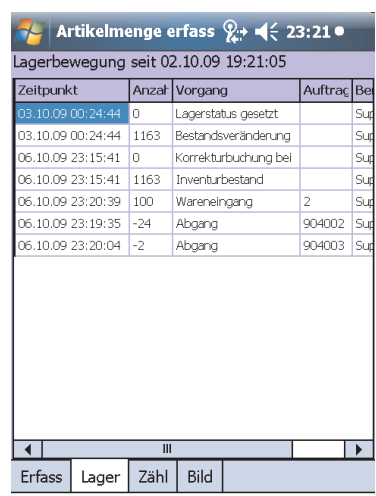 Artikelmenge erfass 23:21
Lagerbewegung seit 02.10.09 19:21:05
Zeitpunkt Anzah Vorgang Auftrag Ber
03.10.09 00:24:44 0 Lagerstatus gesetzt Sup
03.10.09 00:24:44 1163 Bestandsveränderung Sup
06.10.09 23:15:41 0 Korrekturbuchung bei Sup
06.10.09 23:15:41 1163 Inventurbestand Sup
06.10.09 23:20:39 100 Wareneingang 2 Sup
06.10.09 23:19:35 -24 Abgang 904002 Sup
06.10.09 23:20:04 -2 Abgang 904003 Sup
Erfass Lager Zähl Bild